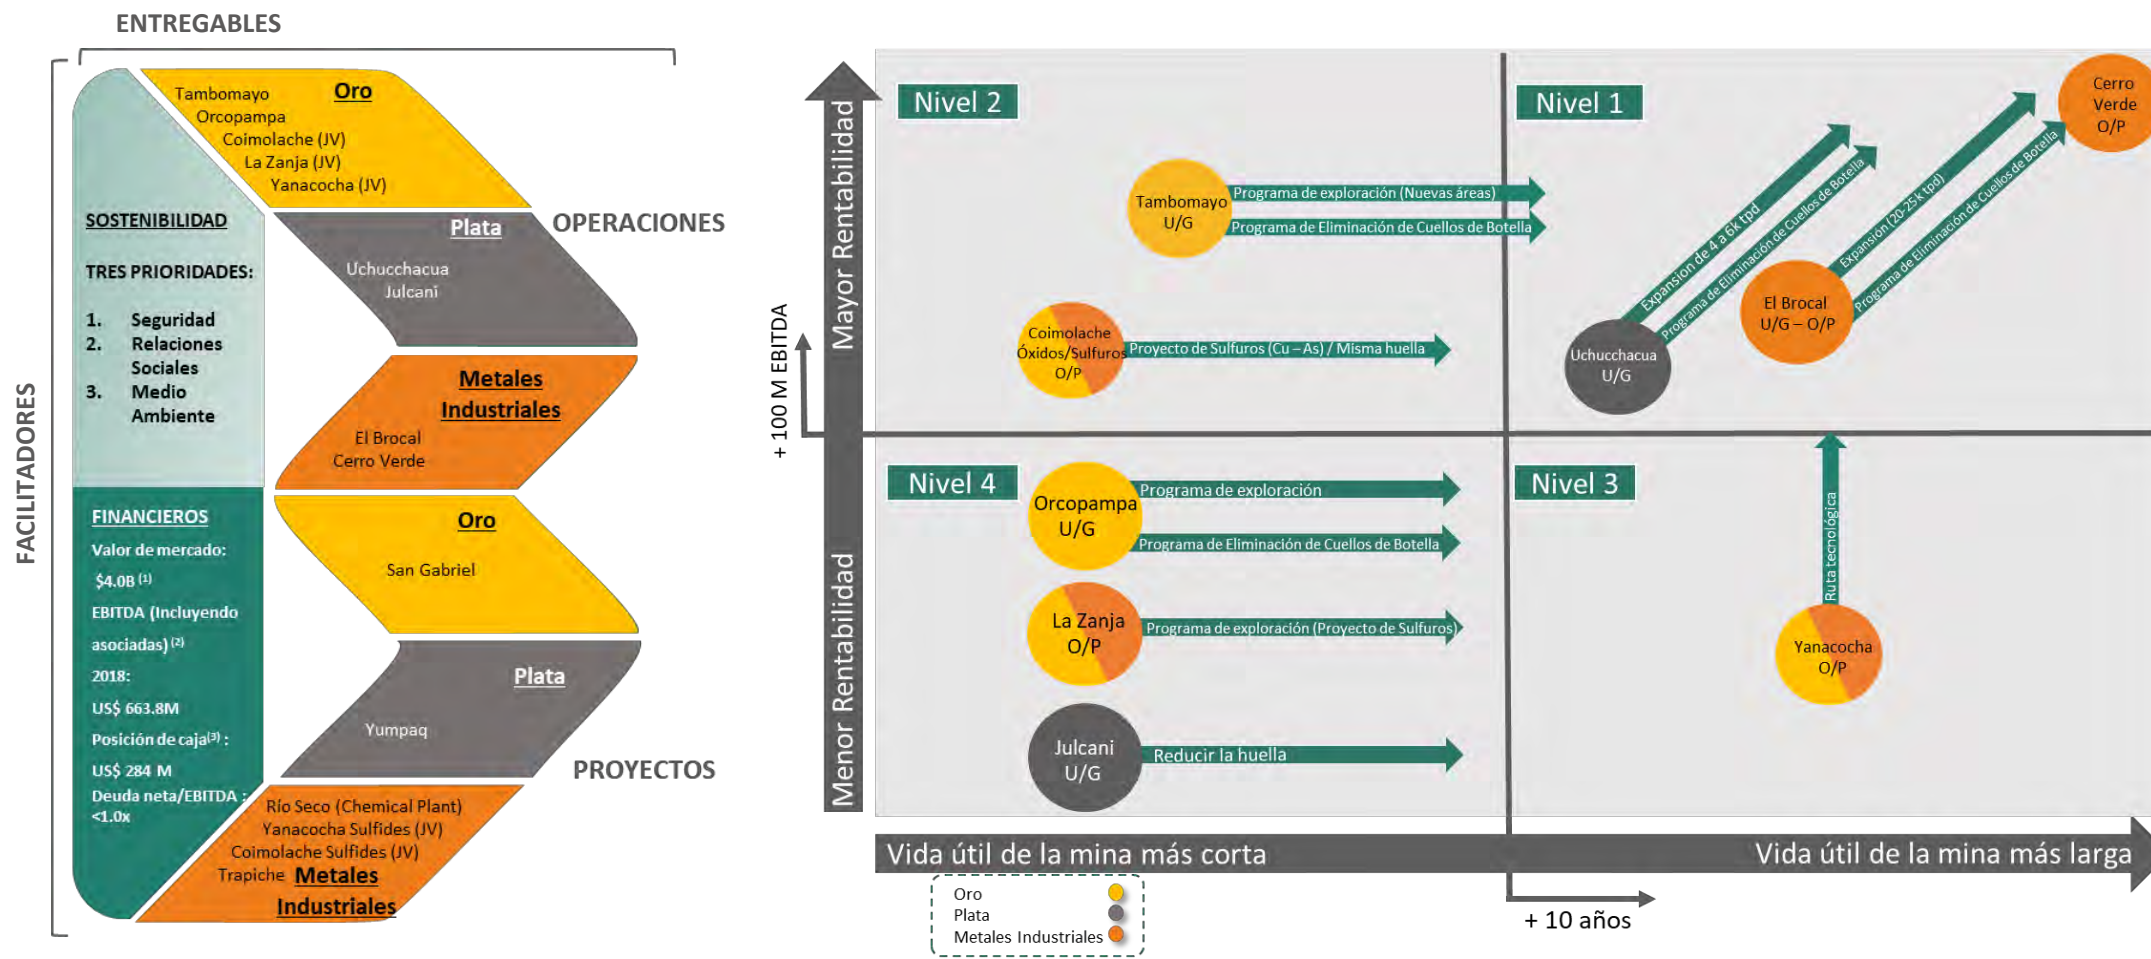 ENTREGABLES
FACILITADORES
SOSTENIBILIDAD
TRES PRIORIDADES:
1. Seguridad
2. Relaciones
Sociales
3. Medio
Ambiente
FINANCIEROS
Valor de mercado:
$4.0B (1)
EBITDA (Incluyendo
asociadas) (2)
2018:
US$ 663.8M
Posición de caja(3) :
US$ 284 M
Deuda neta/EBITDA :
<1.0x
Oro
Tambomayo
Orcopampa
Coimolache (JV)
La Zanja (JV)
Yanacocha (JV)
Plata
Uchucchacua
Julcani
OPERACIONES
Metales
Industriales
El Brocal
Cerro Verde
Oro
San Gabriel
Plata
Yumpaq
PROYECTOS
Río Seco (Chemical Plant)
Yanacocha Sulfides (JV)
Coimolache Sulfides (JV)
Trapiche Metales
Industriales
+ 100 M EBITDA
Mayor Rentabilidad
Menor Rentabilidad
Nivel 2
Tambomayo
U/G
Programa de exploración (Nuevas áreas)
Programa de Eliminación de Cuellos de Botella
Coimolache
Óxidos/Sulfuros
O/P
Proyecto de Sulfuros (Cu – As) / Misma huella
Nivel 1
Cerro
Verde
O/P
Uchucchacua
U/G
Expansion de 4 a 6k tpd
Programa de Eliminación de Cuellos de Botella
El Brocal
U/G – O/P
Expansión (20-25k tpd)
Programa de Eliminación de Cuellos de Botella
Nivel 4
Orcopampa
U/G
Programa de exploración
Programa de Eliminación de Cuellos de Botella
La Zanja
O/P
Programa de exploración (Proyecto de Sulfuros)
Julcani
U/G
Reducir la huella
Nivel 3
Ruta tecnológica
Yanacocha
O/P
Vida útil de la mina más corta
Vida útil de la mina más larga
+ 10 años
Oro
Plata
Metales Industriales